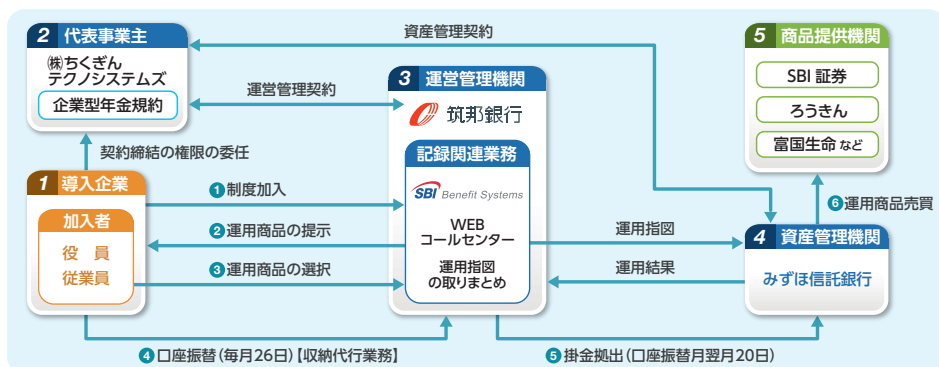 2 代表事業主
㈱ちくぎん
テクノシステムズ
企業型年金規約
資産管理契約
運営管理契約
契約締結の権限の委任
3 運営管理機関
筑邦銀行
記録関連業務
SBI Benefit Systems
WEB
コールセンター
運用指図
の取りまとめ
5 商品提供機関
SBI 証券
ろうきん
富国生命 など
1 導入企業
加入者
役 員
従業員
❶制度加入
❷運用商品の提示
❸運用商品の選択
運用指図
運用結果
❻運用商品売買
4 資産管理機関
みずほ信託銀行
❹口座振替(毎月26日)【収納代行業務】
❺掛金拠出(口座振替月翌月20日)